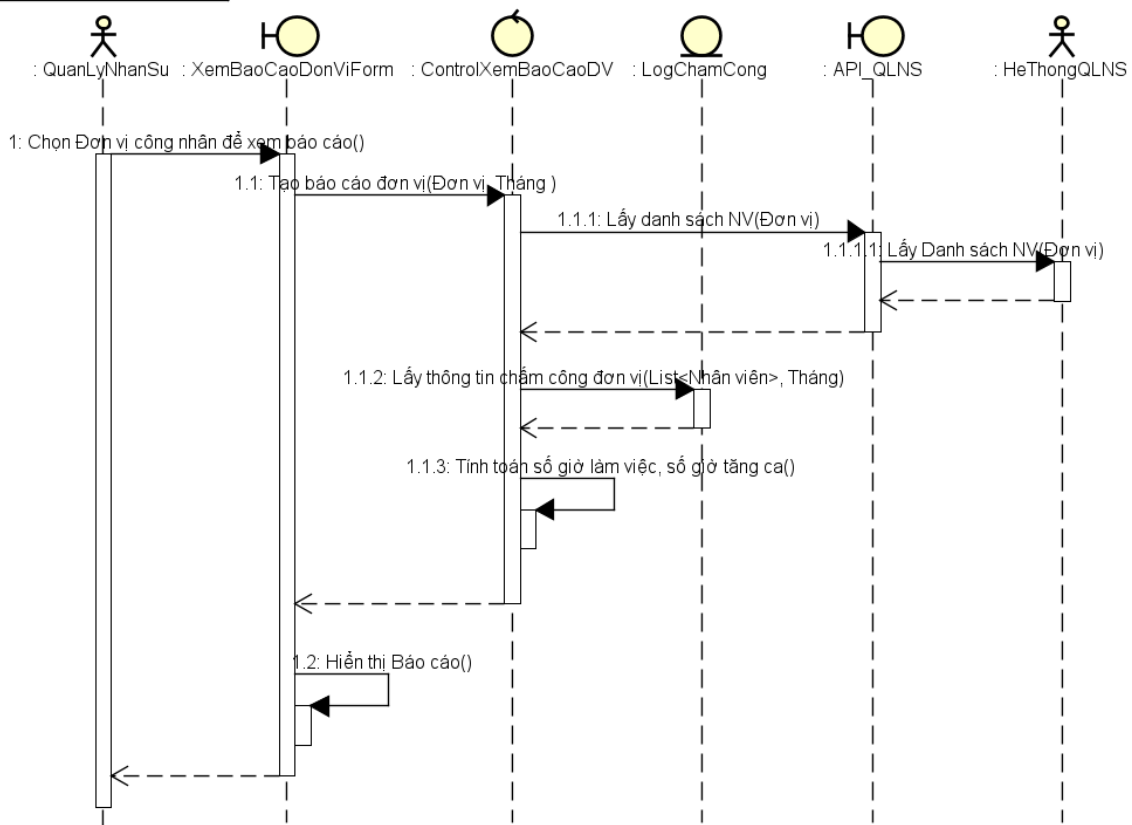 : QuanLyNhanSu
: XemBaoCaoDonViForm
: ControlXemBaoCaoDV
: LogChamCong
: API_QLNS
: HeThongQLNS
1: Chọn Đơn vị công nhân để xem báo cáo()
1.1: Tạo báo cáo đơn vị(Đơn vị, Tháng )
1.1.1: Lấy danh sách NV(Đơn vị)
1.1.1.1: Lấy Danh sách NV(Đơn vị)
1.1.2: Lấy thông tin chấm công đơn vị(List<Nhân viên>, Tháng)
1.1.3: Tính toán số giờ làm việc, số giờ tăng ca()
1.2: Hiển thị Báo cáo()